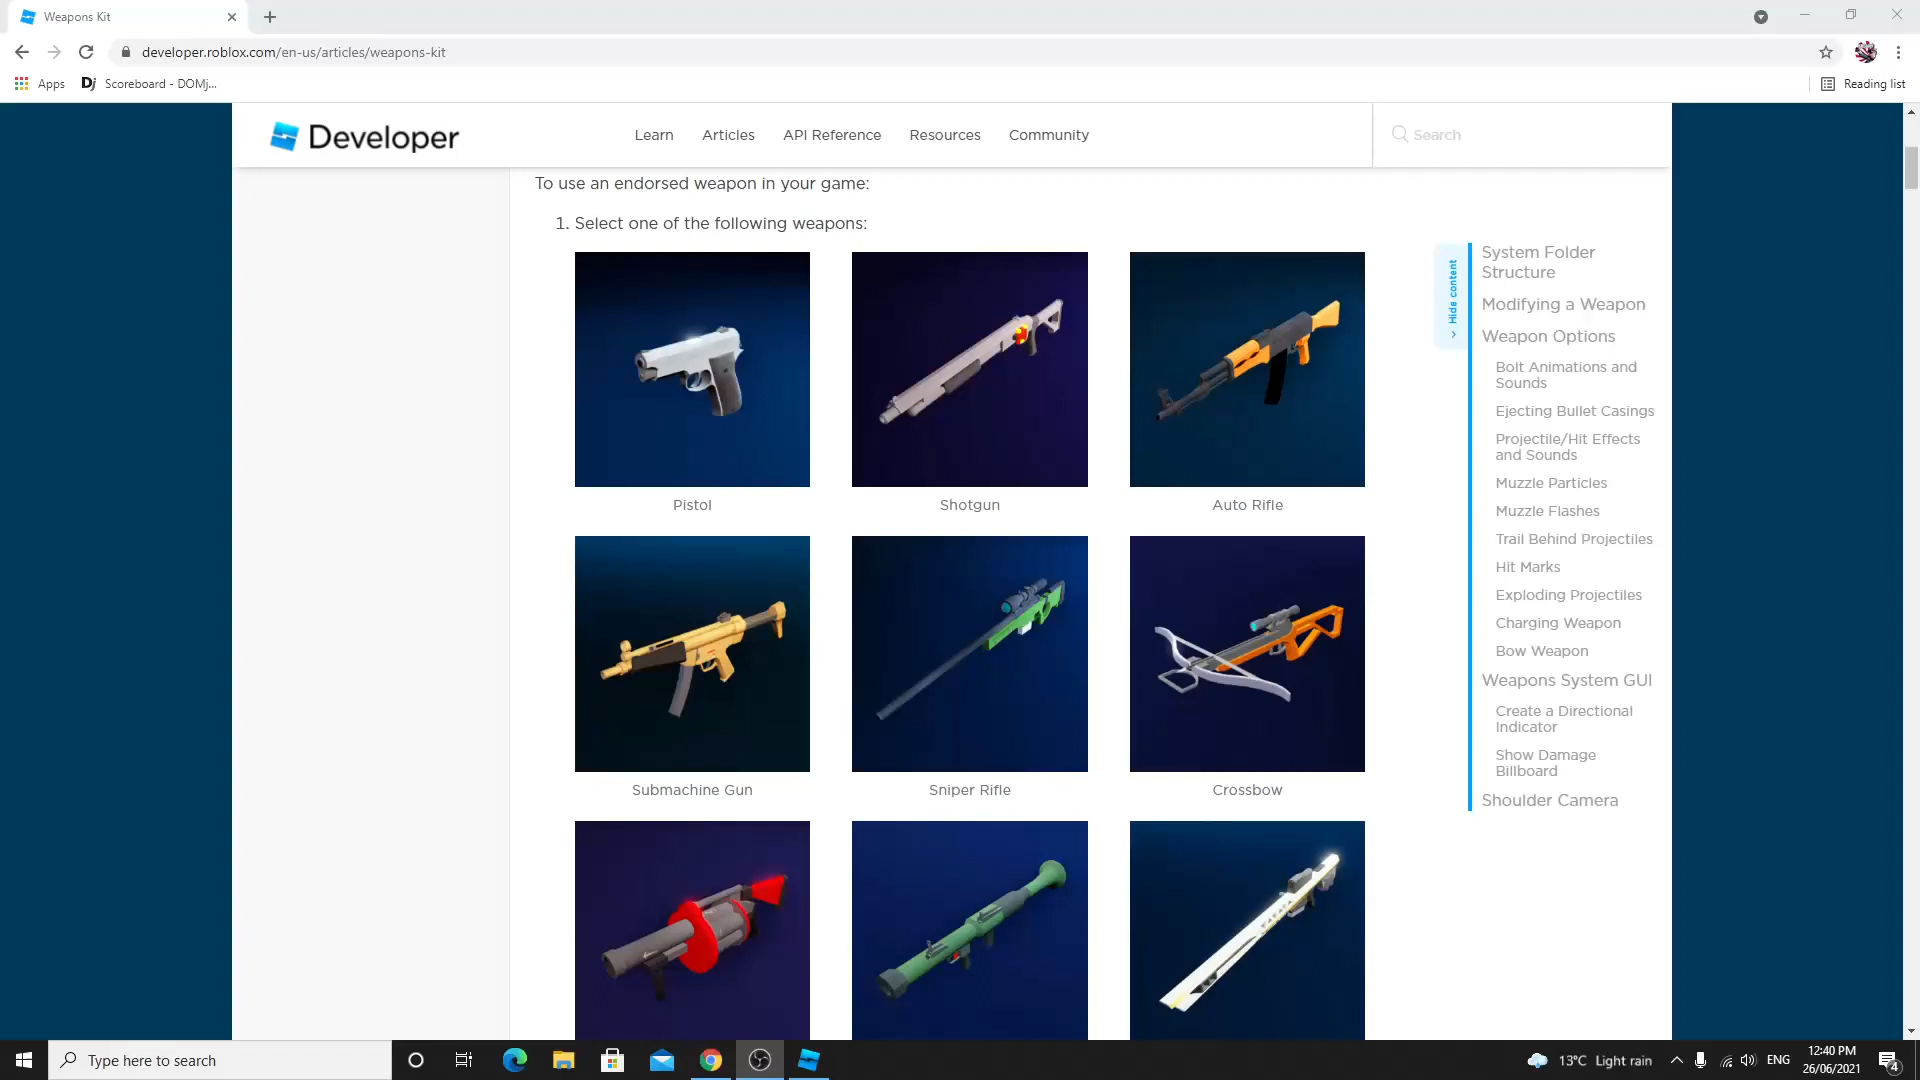 Weapons Kit
developer.roblox.com/en-us/articles/weapons-kit
Apps
Dj Scoreboard - DOMj...
Reading list
Developer
Learn
Articles
API Reference
Resources
Community
Search
To use an endorsed weapon in your game:
1. Select one of the following weapons:
Pistol
Shotgun
Auto Rifle
Submachine Gun
Sniper Rifle
Crossbow
Hide content
System Folder
Structure
Modifying a Weapon
Weapon Options
Bolt Animations and
Sounds
Ejecting Bullet Casings
Projectile/Hit Effects
and Sounds
Muzzle Particles
Muzzle Flashes
Trail Behind Projectiles
Hit Marks
Exploding Projectiles
Charging Weapon
Bow Weapon
Weapons System GUI
Create a Directional
Indicator
Show Damage
Billboard
Shoulder Camera
Type here to search
13°C Light rain
ENG
12:40 PM
26/06/2021
4